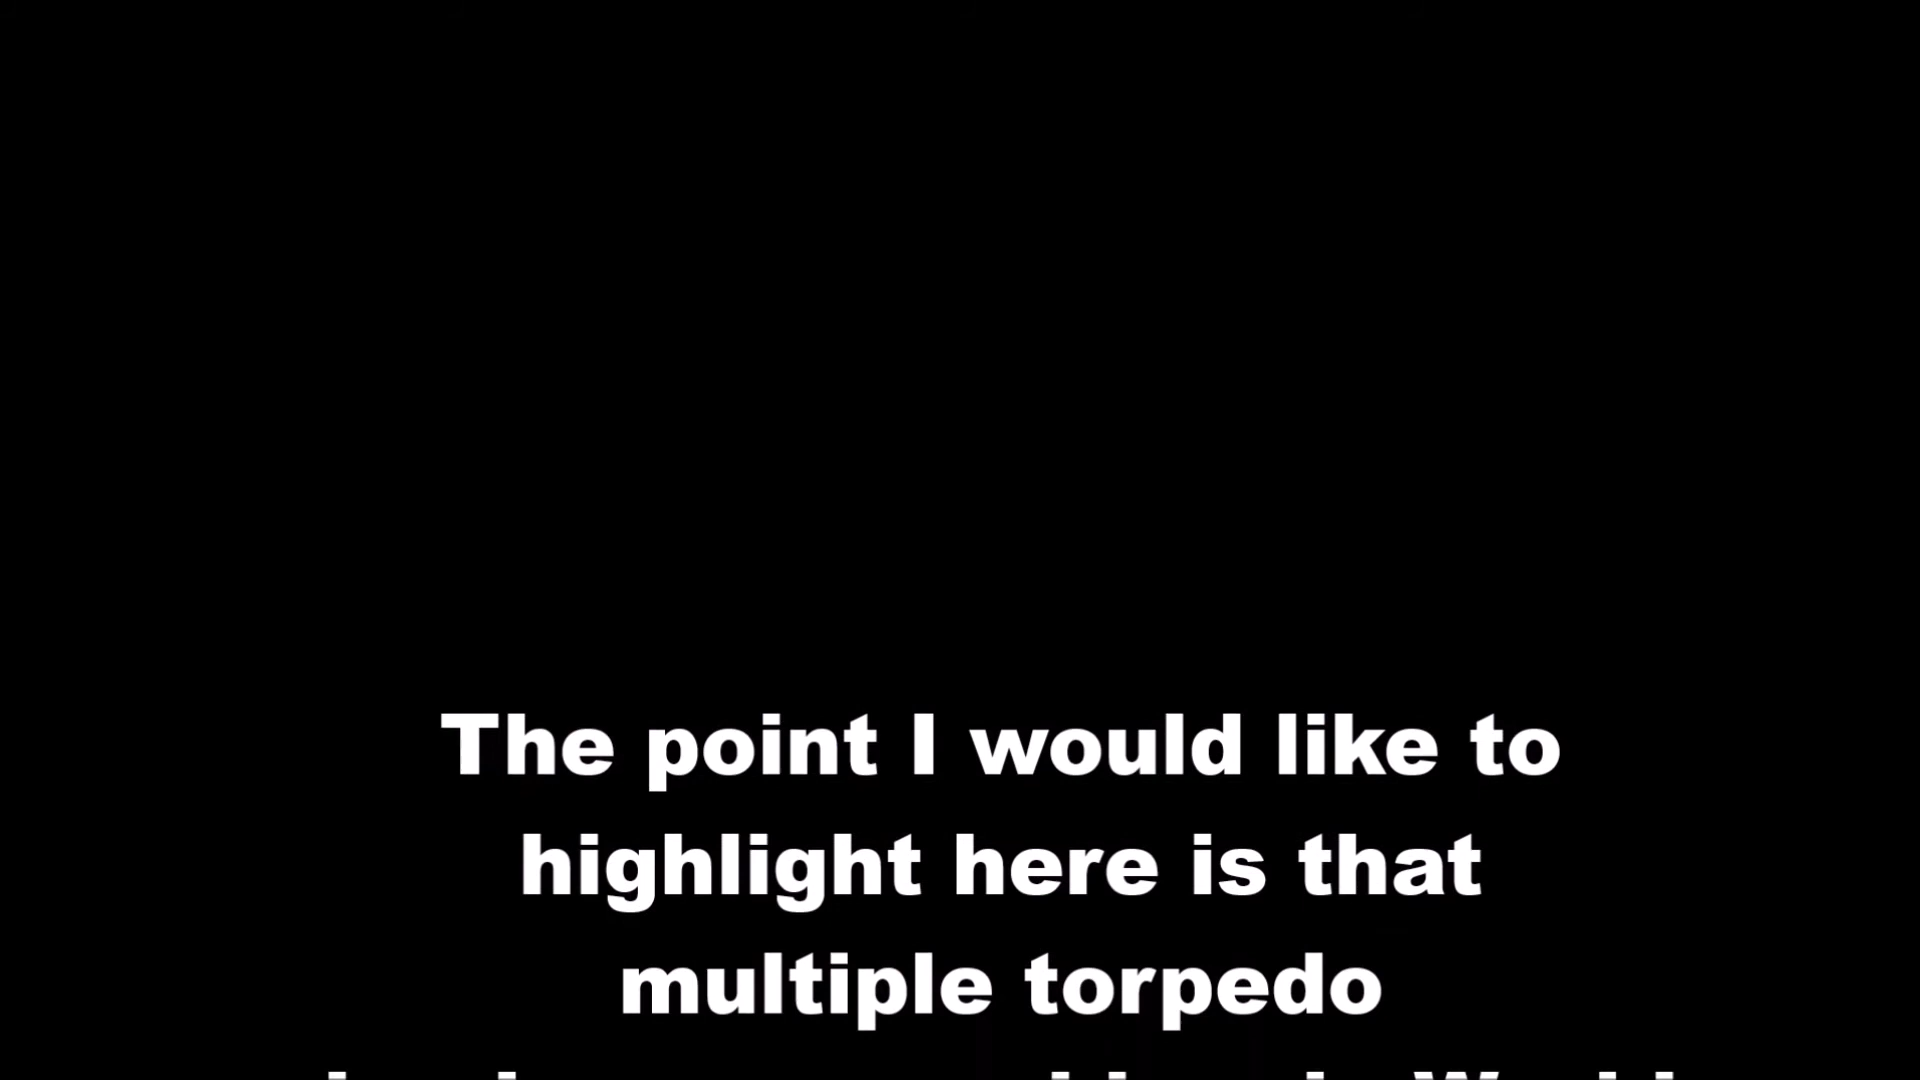 The point I would like to
highlight here is that
multiple torpedo